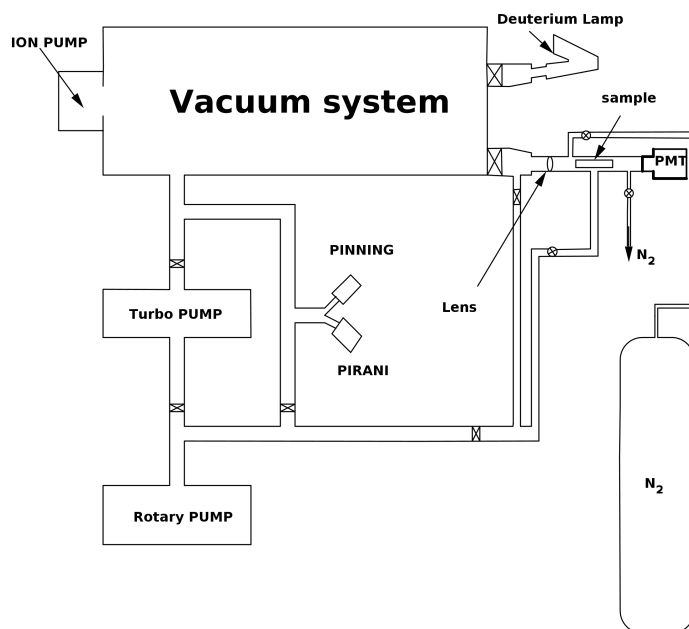 Deuterium Lamp
ION PUMP
Vacuum system
sample
PMT
PINNING
N2
Lens
Turbo PUMP
PIRANI
N2
Rotary PUMP